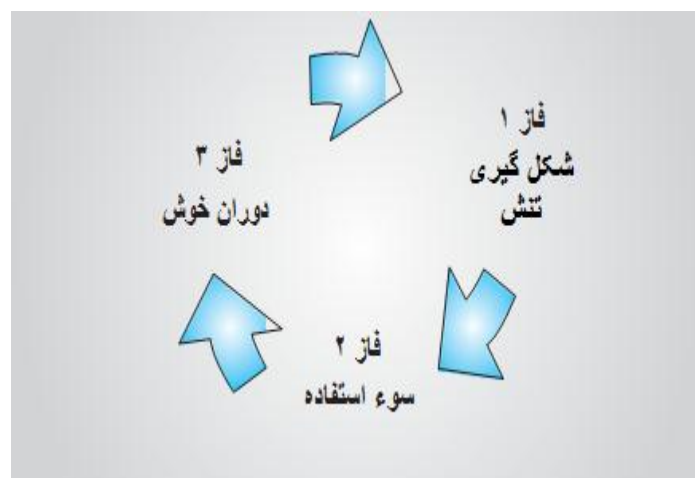 فاز ۱
شکل گیری
تنش
فاز ۲
سوء استفاده
فاز ۳
دوران خوش